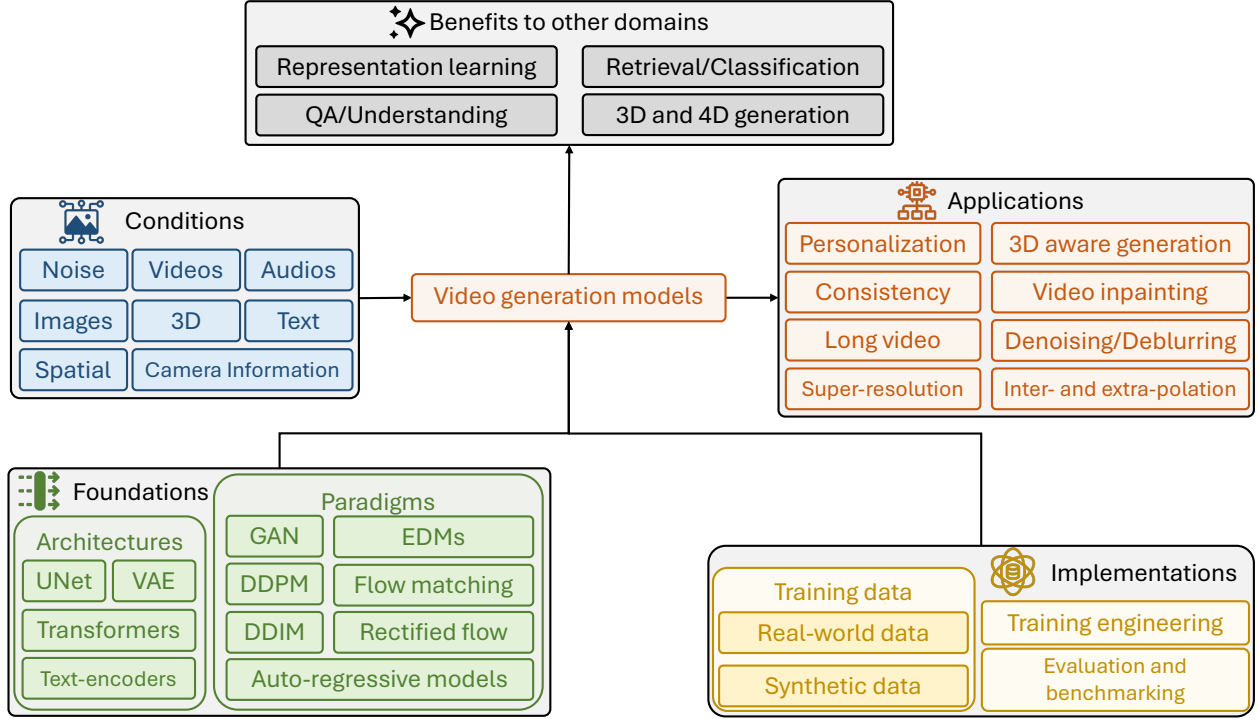 Benefits to other domains
Representation learning
Retrieval/Classification
QA/Understanding
3D and 4D generation
Conditions
Noise
Videos
Audios
Images
3D
Text
Spatial
Camera Information
Video generation models
Applications
Personalization
3D aware generation
Consistency
Video inpainting
Long video
Denoising/Deblurring
Super-resolution
Inter- and extra-polation
Foundations
Architectures
UNet
VAE
Transformers
Text-encoders
Paradigms
GAN
EDMs
DDPM
Flow matching
DDIM
Rectified flow
Auto-regressive models
Implementations
Training data
Real-world data
Synthetic data
Training engineering
Evaluation and
benchmarking